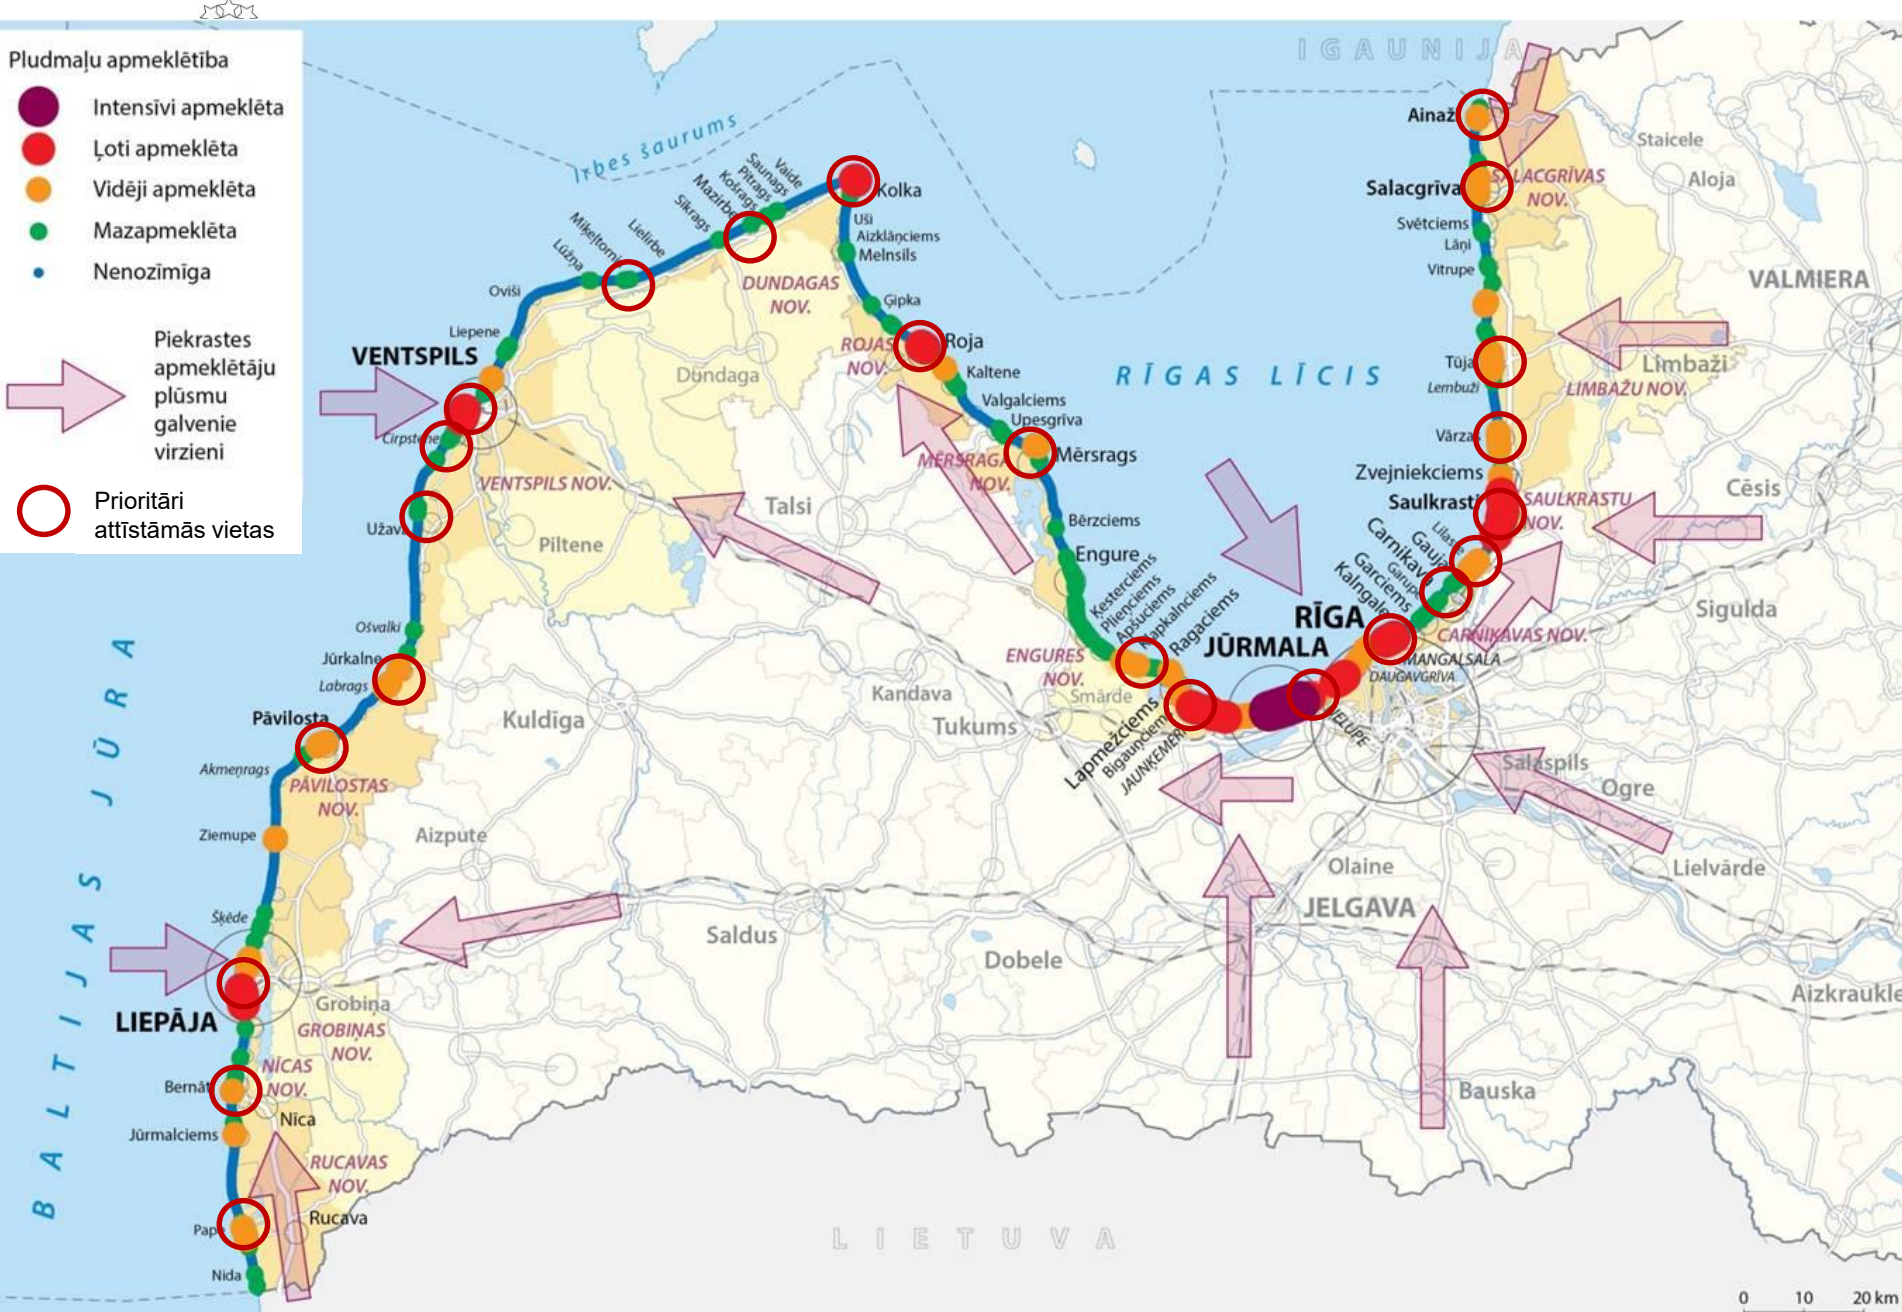 Pludmaļu apmeklētība
Intensīvi apmeklēta
Ļoti apmeklēta
Vidēji apmeklēta
Mazapmeklēta
Nenozīmīga
Piekrastes
apmeklētāju
plūsmu
galvenie
virzieni
Prioritāri
attīstāmās vietas
IGAUNIJA
Irbes šaurums
RĪGAS LĪCIS
BALTIJAS JŪRA
LIETUVA
Ainaž
Salacgrīva
SALACGRĪVAS
NOV.
Staicele
Aloja
Svētciems
Lāņi
Vitrupe
VALMIERA
Tūja
Lembuži
Limbaži
LIMBAŽU NOV.
Vārzas
Zvejniekciems
Saulkrasti
SAULKRASTU
NOV.
Cēsis
Lilaste
Gauja
Carnikava
Garupe
Garciems
Kalngale
CARNIKAVAS NOV.
Sigulda
RĪGA
JŪRMALA
MANGAĻSALA
DAUGAVGRĪVA
LIELUPE
Salaspils
Ogre
Lielvārde
Olaine
JELGAVA
Aizkraukle
Bauska
Dobele
Saldus
Vaide
Saunags
Pitrags
Košrags
Mazirbe
Sīkrags
Lielirbe
Miķeļtornis
Lūžņa
Oviši
Liepene
Kolka
Uši
Aizklāņciems
Melnsils
Ģipka
DUNDAGAS
NOV.
ROJAS
NOV.
Roja
Kaltene
Valgalciems
Upesgrīva
MĒRSRAGA
NOV.
Mērsrags
Bērzciems
Engure
Ķesterciems
Plieņciems
Apšuciems
Klapkalnciems
Ragaciems
ENGURES
NOV.
Smārde
Lapmežciems
Bigauņciems
JAUNĶEMERI
Kandava
Tukums
Dundaga
Talsi
VENTSPILS
Cirpstene
VENTSPILS NOV.
Užava
Piltene
Ošvalki
Jūrkalne
Labrags
Pāvilosta
Akmeņrags
PĀVILOSTAS
NOV.
Kuldīga
Ziemupe
Aizpute
Šķēde
LIEPĀJA
Grobiņa
GROBIŅAS
NOV.
NĪCAS
NOV.
Bernāt
Nīca
Jūrmalciems
RUCAVAS
NOV.
Pape
Rucava
Nida
0 10 20 km